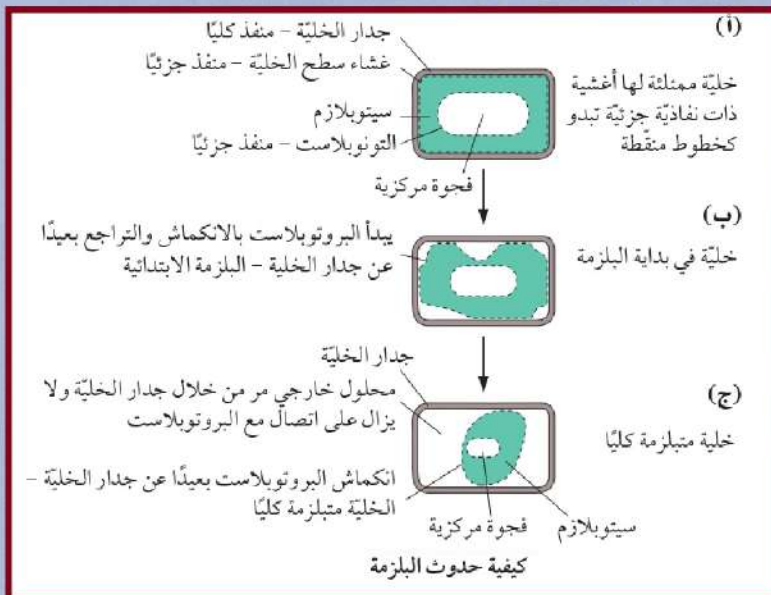 (أ)
جدار الخليّة – منفذ كليًا
غشاء سطح الخليّة – منفذ جزئيًا
سيتوبلازم
التونوبلاست – منفذ جزئيًا
فجوة مركزية
خليّة ممتلئة لها أغشية
ذات نفاذيّة جزئيّة تبدو
كخطوط منقّطة
(ب)
خليّة في بداية البلزمة
يبدأ البروتوبلاست بالانكماش والتراجع بعيدًا
عن جدار الخلية – البلزمة الابتدائية
(ج)
خلية متبلزمة كليًا
جدار الخليّة
محلول خارجي مر من خلال جدار الخليّة ولا
يزال على اتصال مع البروتوبلاست
انكماش البروتوبلاست بعيدًا عن جدار الخليّة –
الخليّة متبلزمة كليًا
فجوة مركزية
سيتوبلازم
كيفية حدوث البلزمة